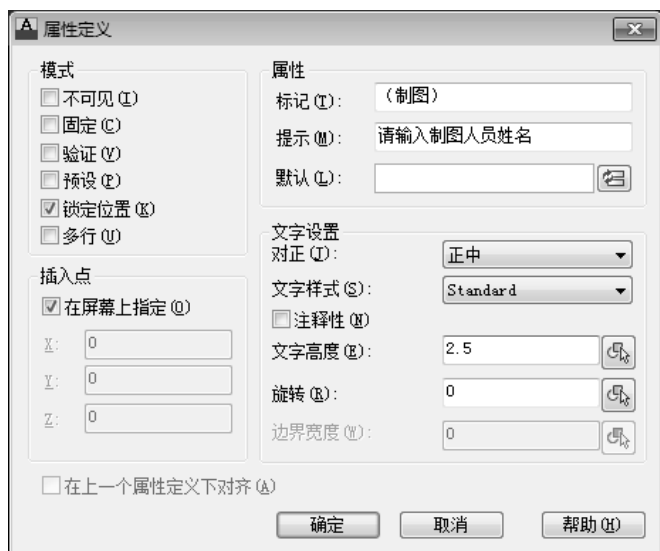 属性定义
模式
不可见(I)
固定(C)
验证(V)
预设(P)
锁定位置(K)
多行(U)
插入点
在屏幕上指定(O)
X: 0
Y: 0
Z: 0
属性
标记(T): (制图)
提示(M): 请输入制图人员姓名
默认(L):
文字设置
对正(J): 正中
文字样式(S): Standard
注释性(N)
文字高度(E): 2.5
旋转(R): 0
边界宽度(W): 0
在上一个属性定义下对齐(A)
确定 取消 帮助(H)